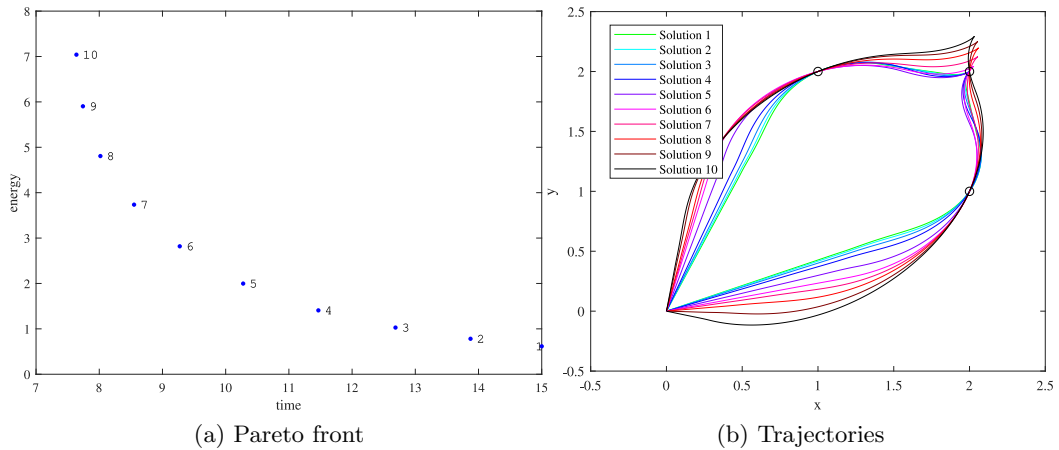 8
7
6
5
4
3
2
1
0
energy
10
9
8
7
6
5
4
3
2
1
7 8 9 10 11 12 13 14 15
time
(a) Pareto front
2.5
2
1.5
1
0.5
0
-0.5
y
Solution 1
Solution 2
Solution 3
Solution 4
Solution 5
Solution 6
Solution 7
Solution 8
Solution 9
Solution 10
-0.5 0 0.5 1 1.5 2 2.5
x
(b) Trajectories